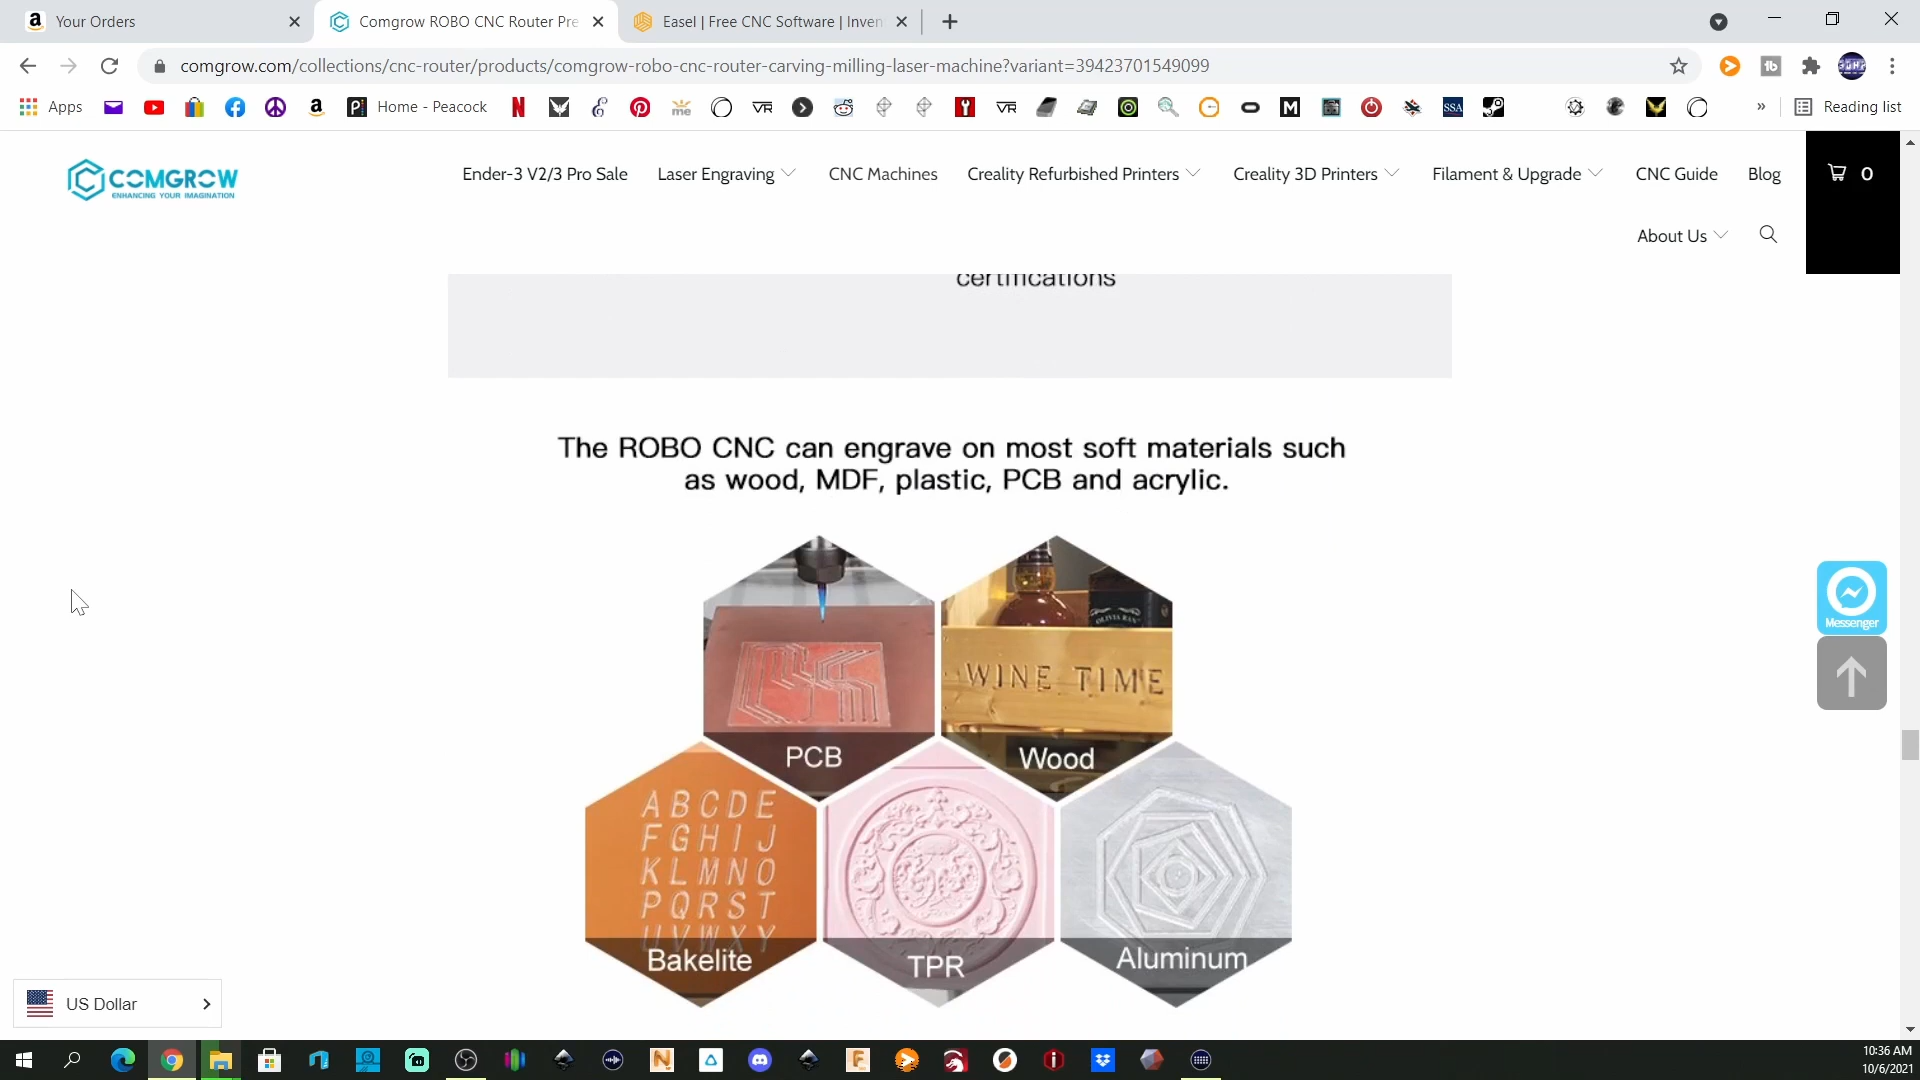 Your Orders
Comgrow ROBO CNC Router Pre
Easel | Free CNC Software | Inven
comgrow.com/collections/cnc-router/products/comgrow-robo-cnc-router-carving-milling-laser-machine?variant=39423701549099
Apps
Home - Peacock
Reading list
COMGROW
ENHANCING YOUR IMAGINATION
Ender-3 V2/3 Pro Sale
Laser Engraving
CNC Machines
Creality Refurbished Printers
Creality 3D Printers
Filament & Upgrade
CNC Guide
Blog
0
About Us
certifications
The ROBO CNC can engrave on most soft materials such
as wood, MDF, plastic, PCB and acrylic.
WINE TIME
PCB
Wood
Messenger
ABCDE
FGHIJ
KLMNO
PQRST
UVWXY
Bakelite
TPR
Aluminum
US Dollar
10:36 AM
10/6/2021